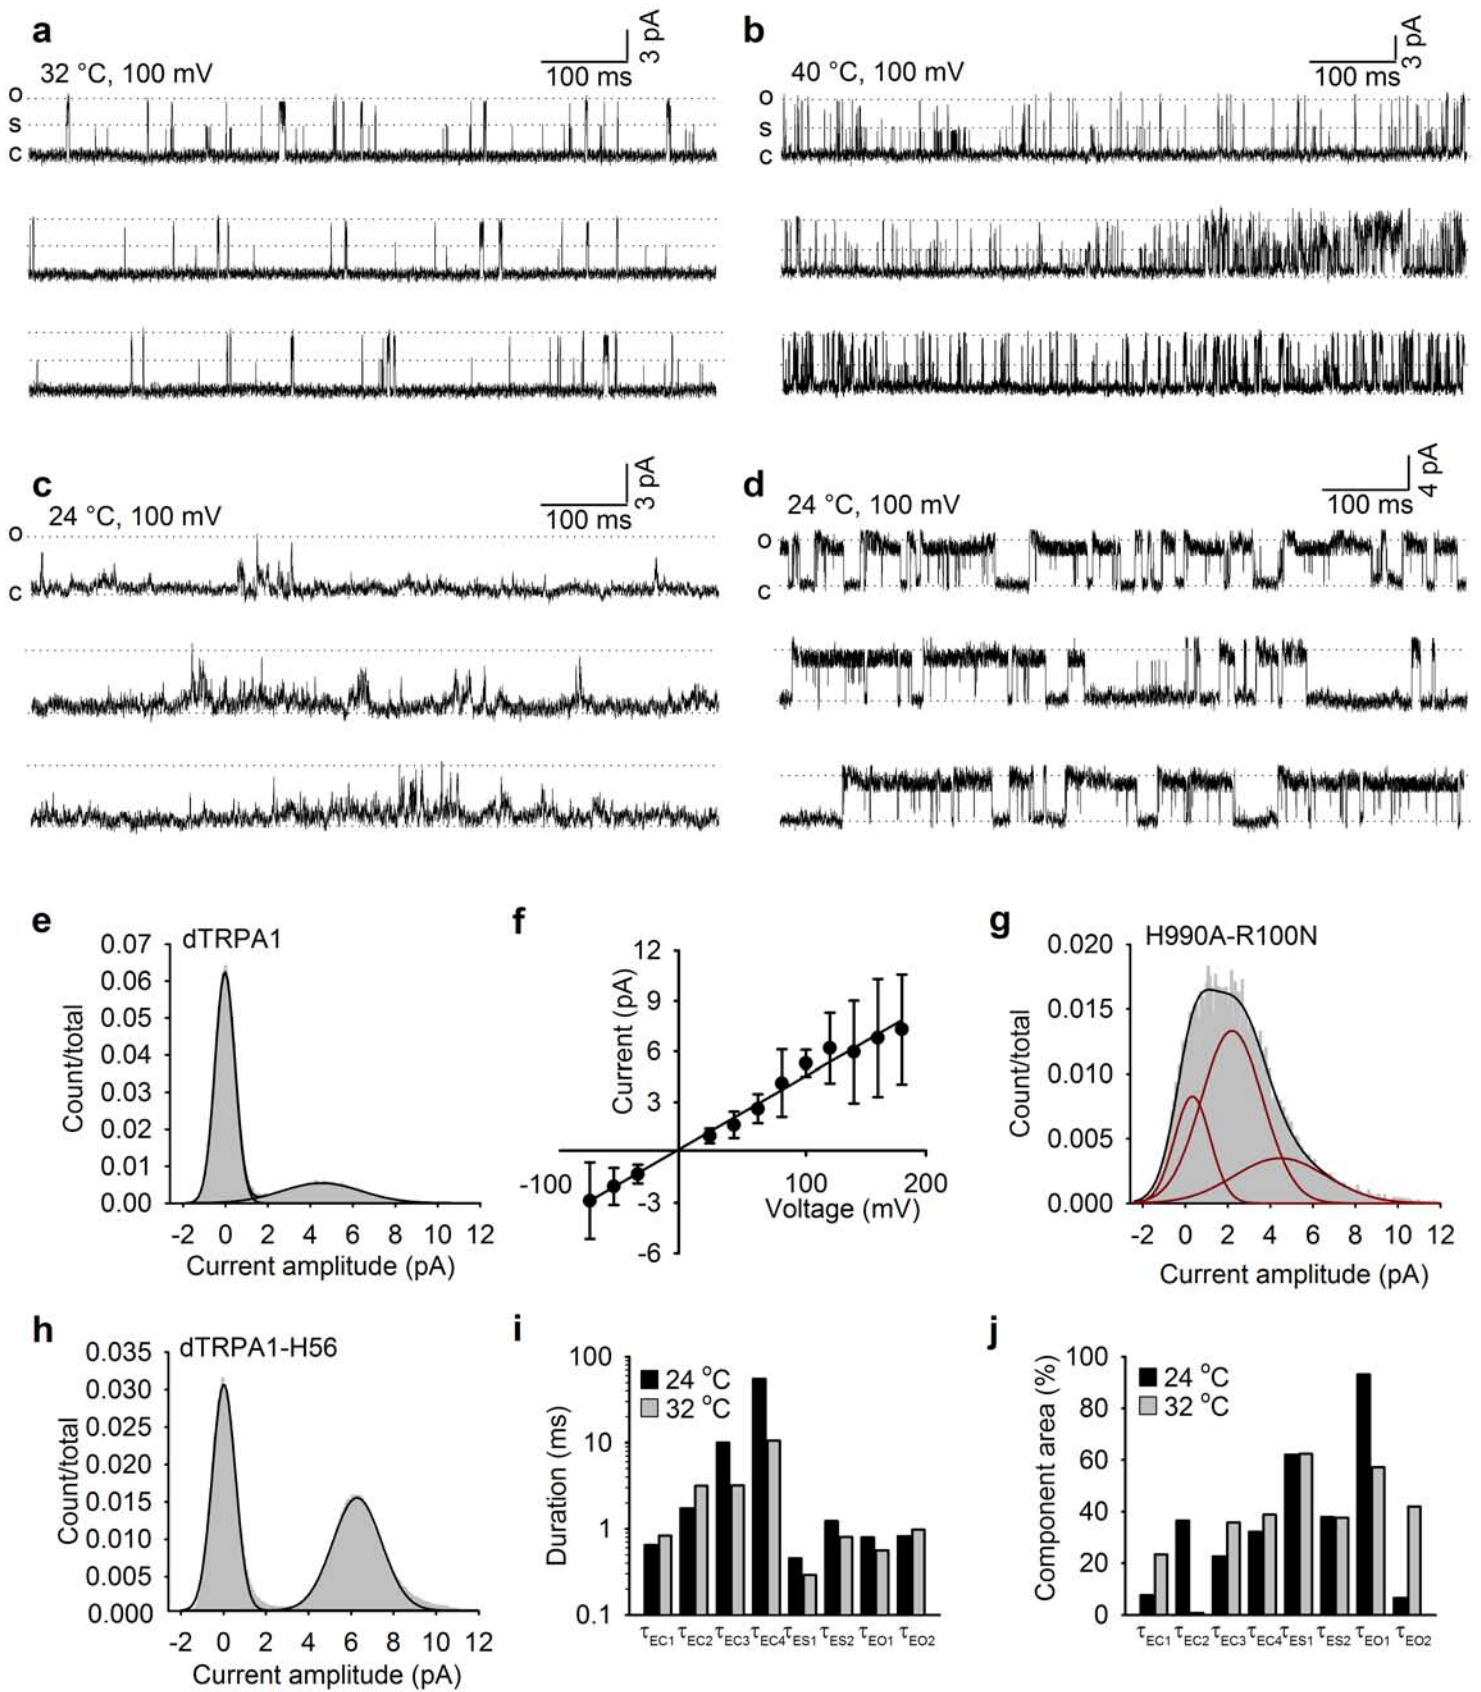 a
3 pA
32 °C, 100 mV
100 ms
O
S
C
b
3 pA
40 °C, 100 mV
100 ms
O
S
C
c
3 pA
24 °C, 100 mV
100 ms
O
C
d
4 pA
24 °C, 100 mV
100 ms
O
C
e
dTRPA1
0.07
0.06
0.05
0.04
0.03
0.02
0.01
0.00
Count/total
-2 0 2 4 6 8 10 12
Current amplitude (pA)
f
12
9
6
3
-3
-6
Current (pA)
-100 100 200
Voltage (mV)
g
H990A-R100N
0.020
0.015
0.010
0.005
0.000
Count/total
-2 0 2 4 6 8 10 12
Current amplitude (pA)
h
dTRPA1-H56
0.035
0.030
0.025
0.020
0.015
0.010
0.005
0.000
Count/total
-2 0 2 4 6 8 10 12
Current amplitude (pA)
i
100
10
1
0.1
Duration (ms)
24 °C
32 °C
τEC1 τEC2 τEC3 τEC4 τES1 τES2 τEO1 τEO2
j
100
80
60
40
20
0
Component area (%)
24 °C
32 °C
τEC1 τEC2 τEC3 τEC4 τES1 τES2 τEO1 τEO2